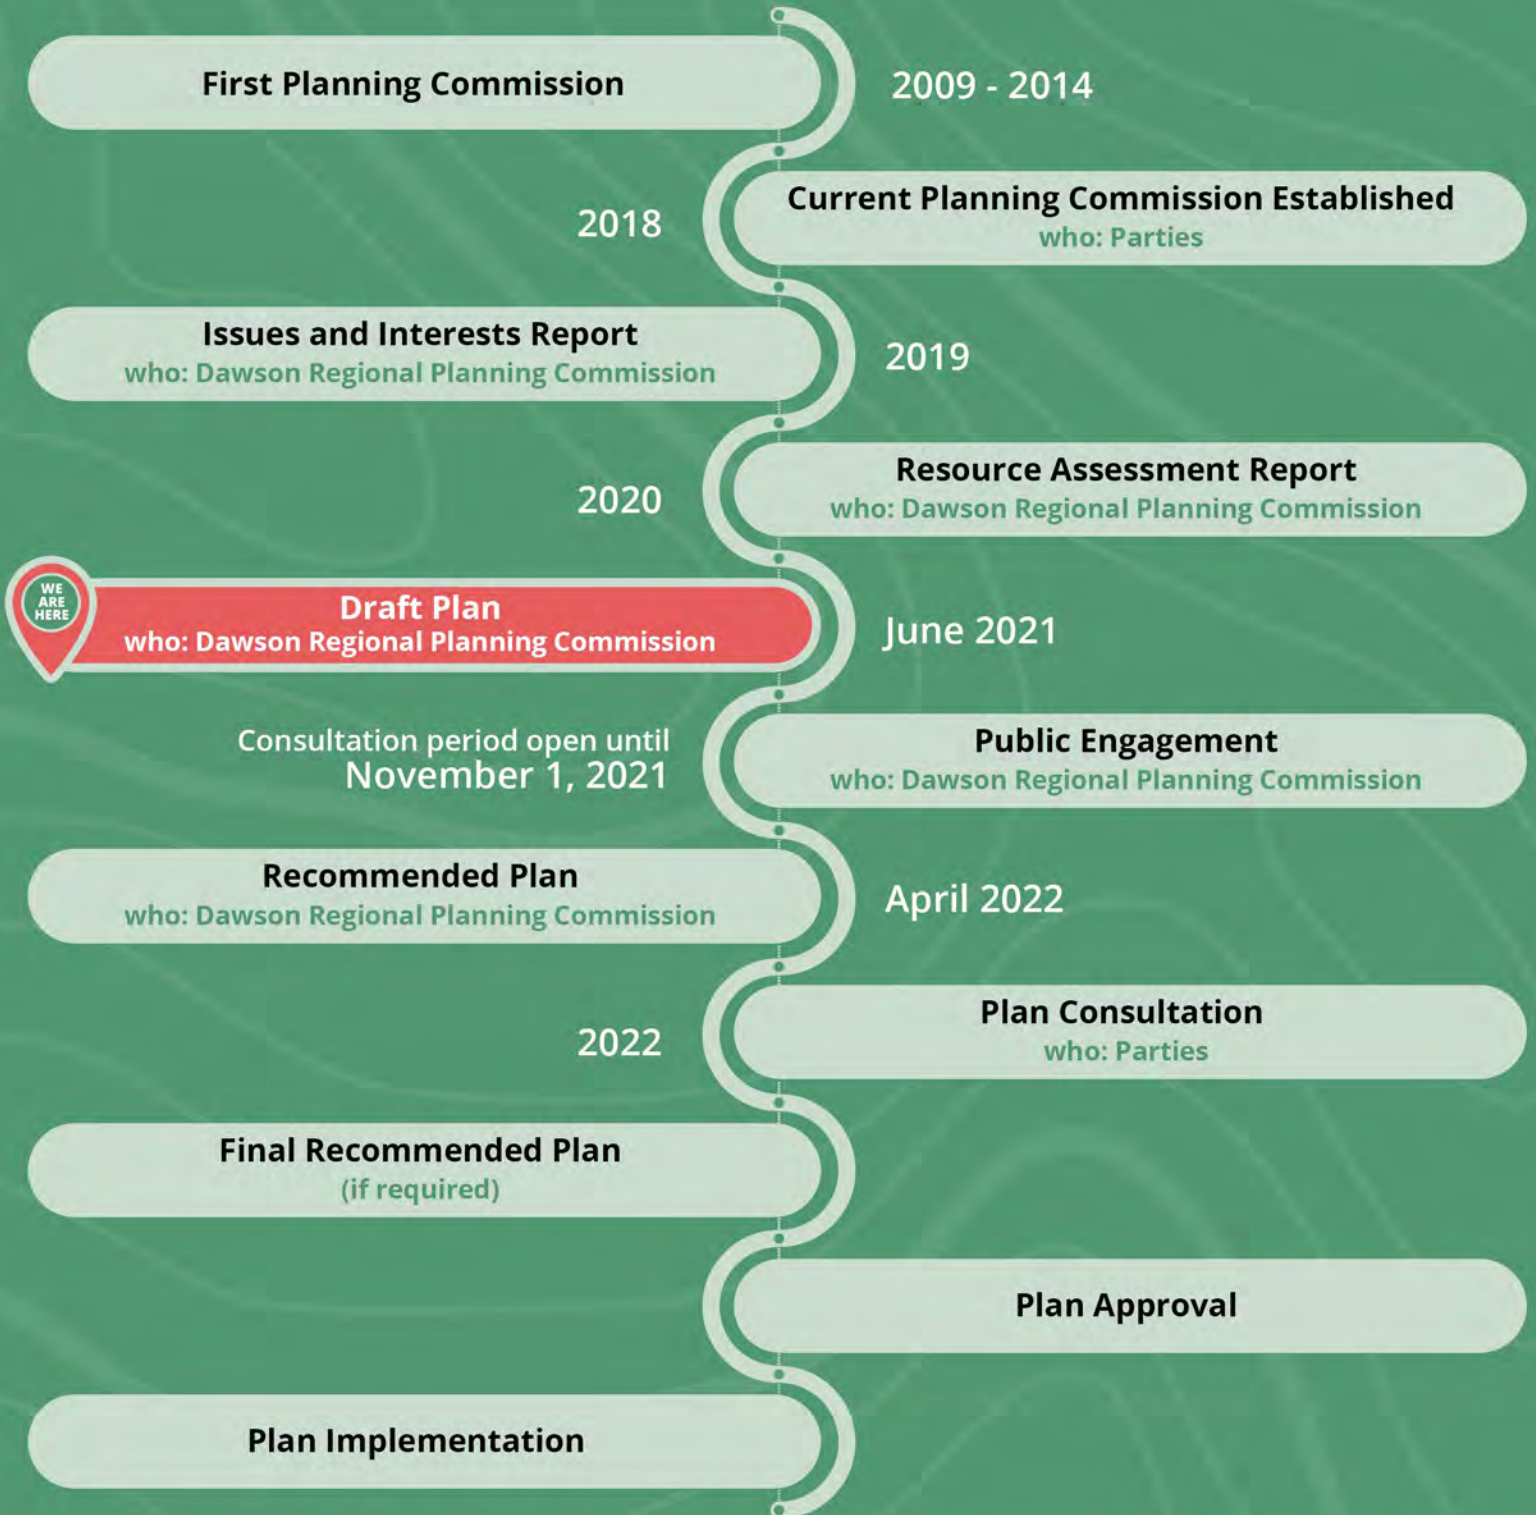 First Planning Commission
2009 - 2014
2018
Current Planning Commission Established
who: Parties
Issues and Interests Report
who: Dawson Regional Planning Commission
2019
2020
Resource Assessment Report
who: Dawson Regional Planning Commission
WE
ARE
HERE
Draft Plan
who: Dawson Regional Planning Commission
June 2021
Consultation period open until
November 1, 2021
Public Engagement
who: Dawson Regional Planning Commission
Recommended Plan
who: Dawson Regional Planning Commission
April 2022
2022
Plan Consultation
who: Parties
Final Recommended Plan
(if required)
Plan Approval
Plan Implementation